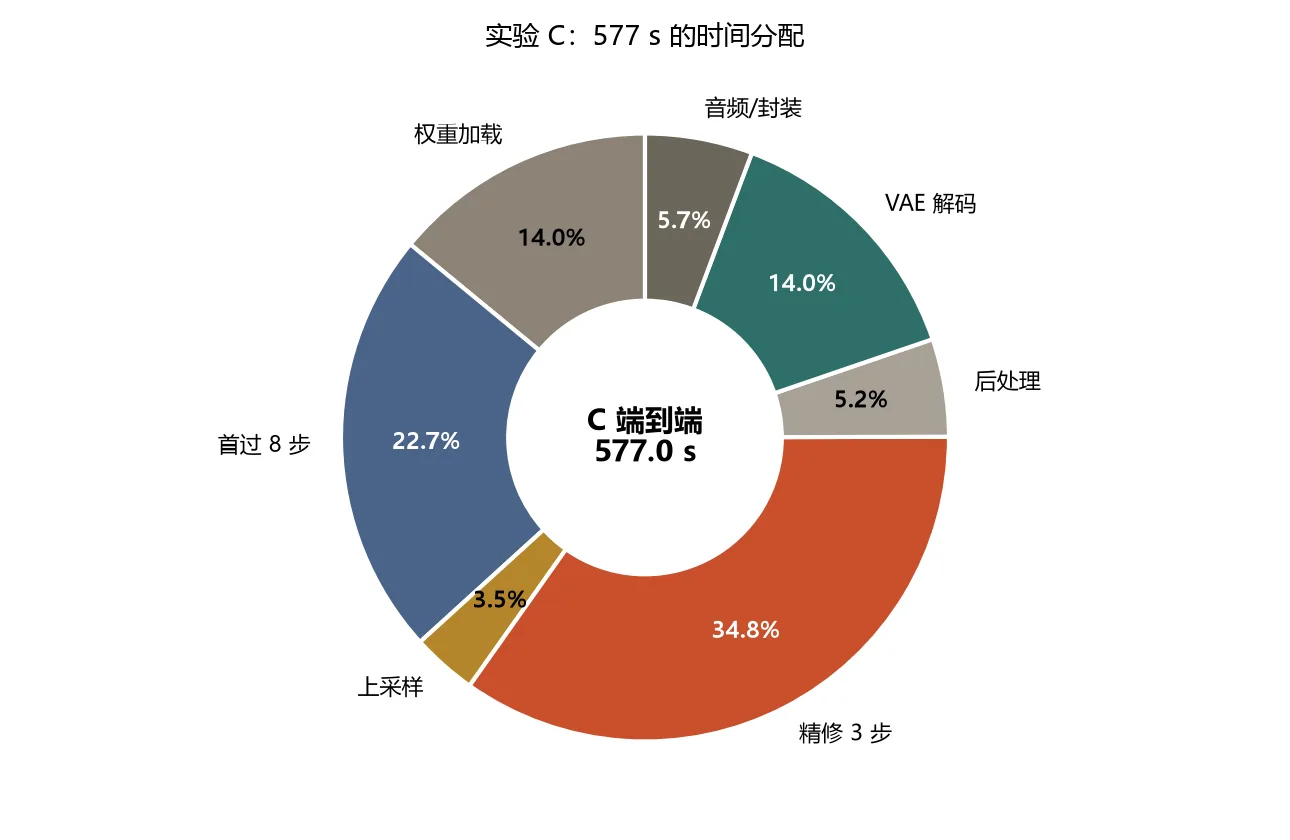 实验 C：577 s 的时间分配
音频/封装
权重加载
VAE 解码
5.7%
14.0%
14.0%
后处理
5.2%
C 端到端
577.0 s
首过 8 步
22.7%
3.5%
34.8%
上采样
精修 3 步